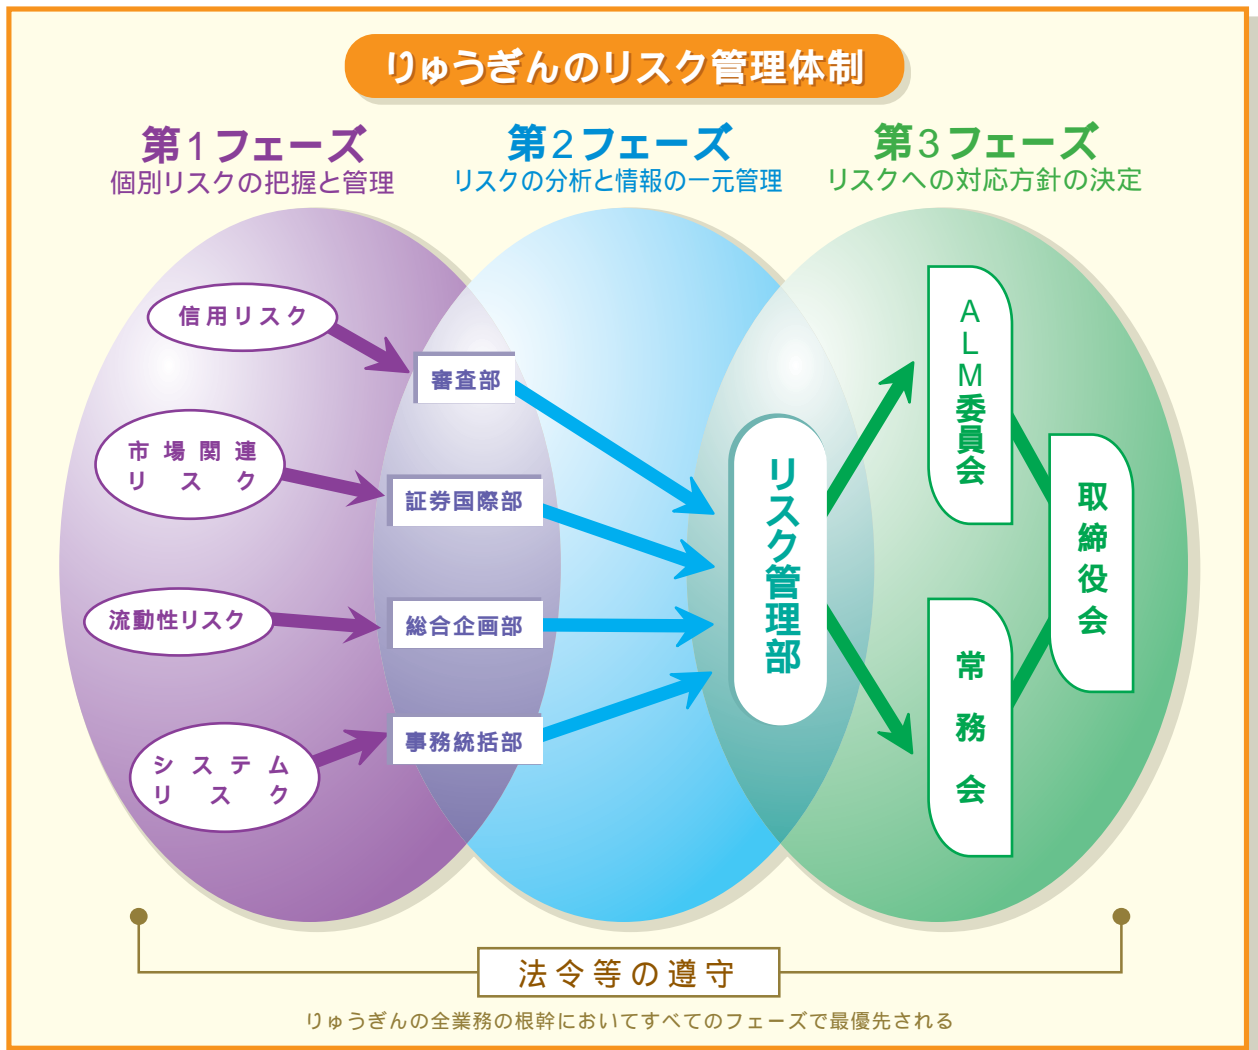 りゅうぎんのリスク管理体制
第1フェーズ
個別リスクの把握と管理
第2フェーズ
リスクの分析と情報の一元管理
第3フェーズ
リスクへの対応方針の決定
信用リスク
市場関連
リスク
流動性リスク
システム
リスク
審査部
証券国際部
総合企画部
事務統括部
リスク管理部
ALM委員会
常務会
取締役会
法令等の遵守
りゅうぎんの全業務の根幹においてすべてのフェーズで最優先される